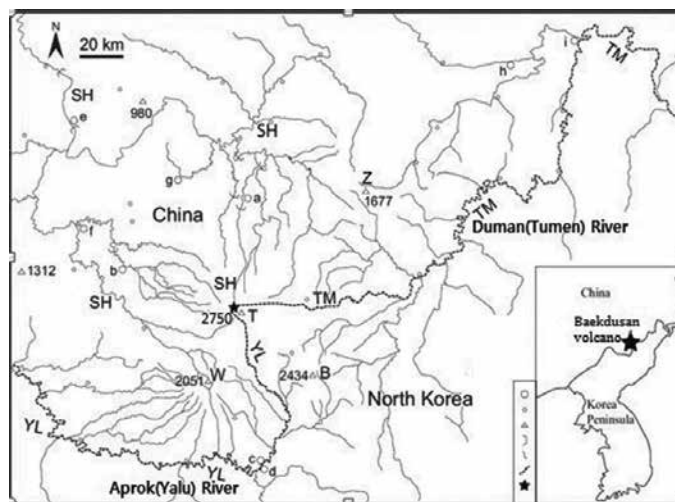 N
20 km
i
TM
h
SH
980
e
SH
Z
g
1677
a
China
TM
f
Duman(Tumen) River
b
1312
SH
TM
SH
2750
T
YL
2051
W
2434
B
North Korea
YL
c
d
YL
Aprok(Yalu) River
China
Baekdusan
volcano
Korea
Peninsula